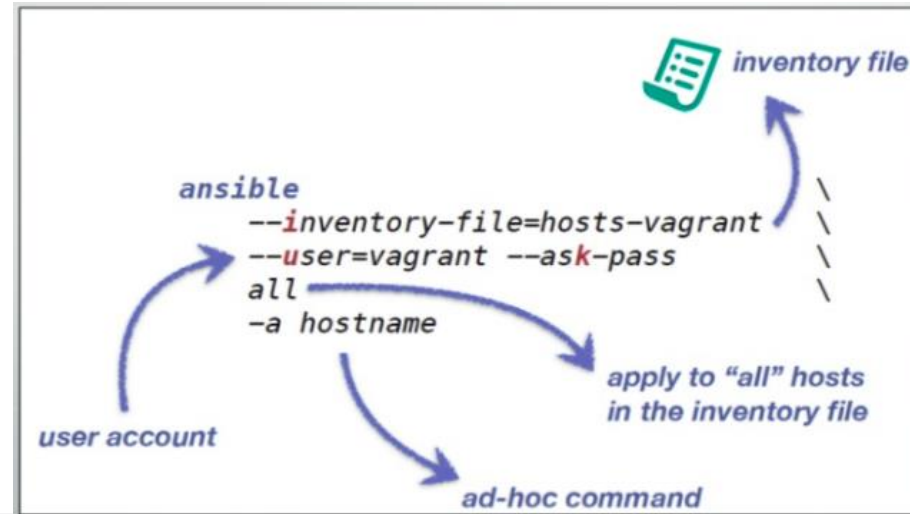 inventory file
ansible \
--inventory-file=hosts-vagrant \
--user=vagrant --ask-pass \
all \
-a hostname
apply to “all” hosts
in the inventory file
user account
ad-hoc command